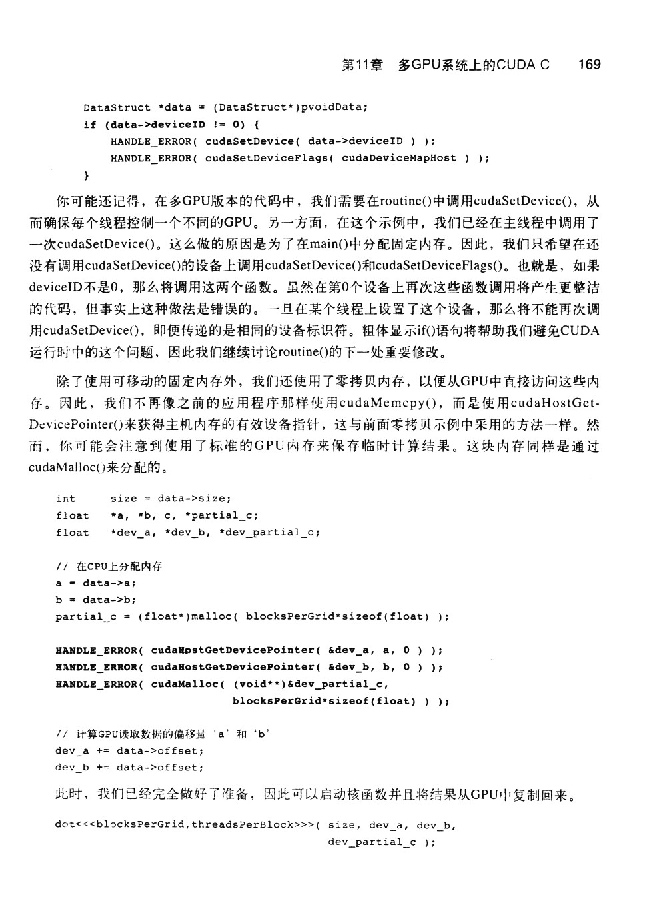 第11章 多GPU系统上的CUDA C 169
DataStruct *data = (DataStruct*)pvoidData;
if (data->deviceID != 0) {
HANDLE_ERROR( cudaSetDevice( data->deviceID ) );
HANDLE_ERROR( cudaSetDeviceFlags( cudaDeviceMapHost ) );
}
你可能还记得，在多GPU版本的代码中，我们需要在routine()中调用cudaSetDevice()，从
而确保每个线程控制一个不同的GPU。另一方面，在这个示例中，我们已经在主线程中调用了
一次cudaSetDevice()。这么做的原因是为了在main()中分配固定内存。因此，我们只希望在还
没有调用cudaSetDevice()的设备上调用cudaSetDevice()和cudaSetDeviceFlags()。也就是，如果
deviceID不是0，那么将调用这两个函数。虽然在第0个设备上再次这些函数调用将产生更整洁
的代码，但事实上这种做法是错误的。一旦在某个线程上设置了这个设备，那么将不能再次调
用cudaSetDevice()，即便传递的是相同的设备标识符。粗体显示if()语句将帮助我们避免CUDA
运行时中的这个问题，因此我们继续讨论routine()的下一处重要修改。
除了使用可移动的固定内存外，我们还使用了零拷贝内存，以便从GPU中直接访问这些内
存。因此，我们不再像之前的应用程序那样使用cudaMemcpy()，而是使用cudaHostGet-
DevicePointer()来获得主机内存的有效设备指针，这与前面零拷贝示例中采用的方法一样。然
而，你可能会注意到使用了标准的GPU内存来保存临时计算结果。这块内存同样是通过
cudaMalloc()来分配的。
int size = data->size;
float *a, *b, c, *partial_c;
float *dev_a, *dev_b, *dev_partial_c;
// 在CPU上分配内存
a = data->a;
b = data->b;
partial_c = (float*)malloc( blocksPerGrid*sizeof(float) );
HANDLE_ERROR( cudaHostGetDevicePointer( &dev_a, a, 0 ) );
HANDLE_ERROR( cudaHostGetDevicePointer( &dev_b, b, 0 ) );
HANDLE_ERROR( cudaMalloc( (void**)&dev_partial_c,
blocksPerGrid*sizeof(float) ) );
// 计算GPU读取数据的偏移量 'a' 和 'b'
dev_a += data->offset;
dev_b += data->offset;
此时，我们已经完全做好了准备，因此可以启动核函数并且将结果从GPU中复制回来。
dot<<<blocksPerGrid,threadsPerBlock>>>( size, dev_a, dev_b,
dev_partial_c );